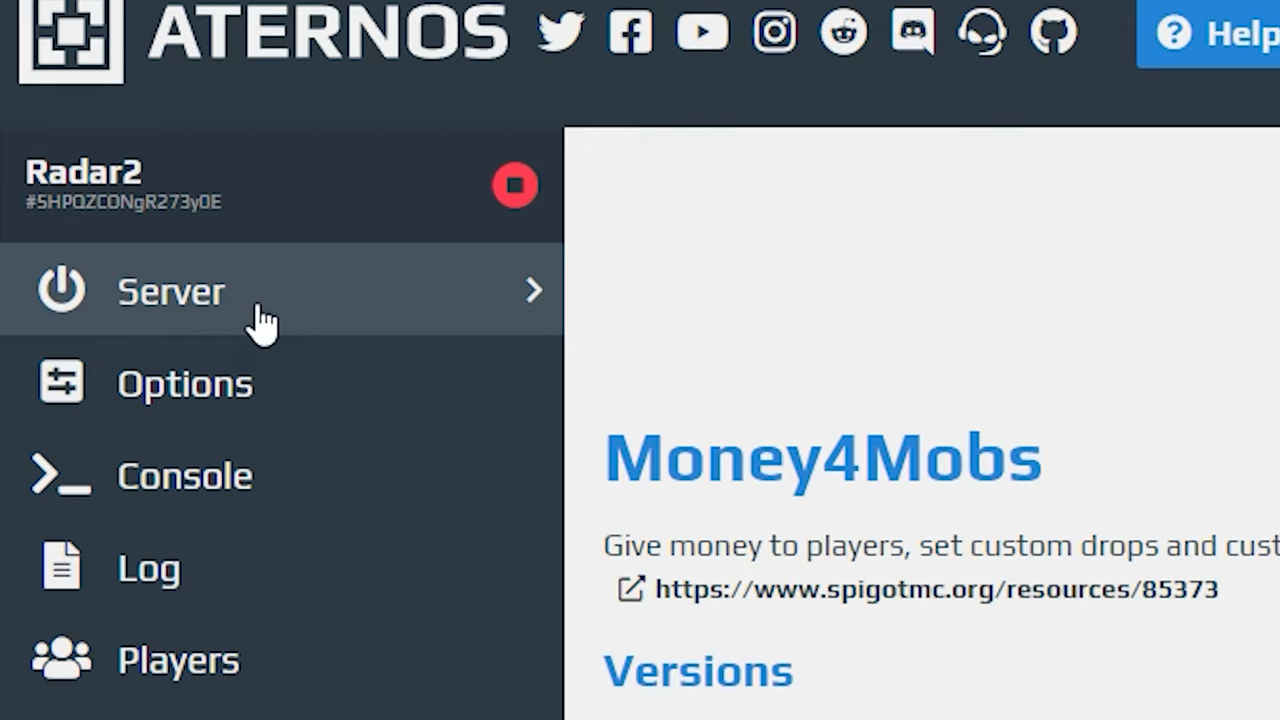 ATERNOS
Help
Radar2
#5HPQZCONgR273y0E
Server
Options
Console
Log
Players
Money4Mobs
Give money to players, set custom drops and cust
https://www.spigotmc.org/resources/85373
Versions